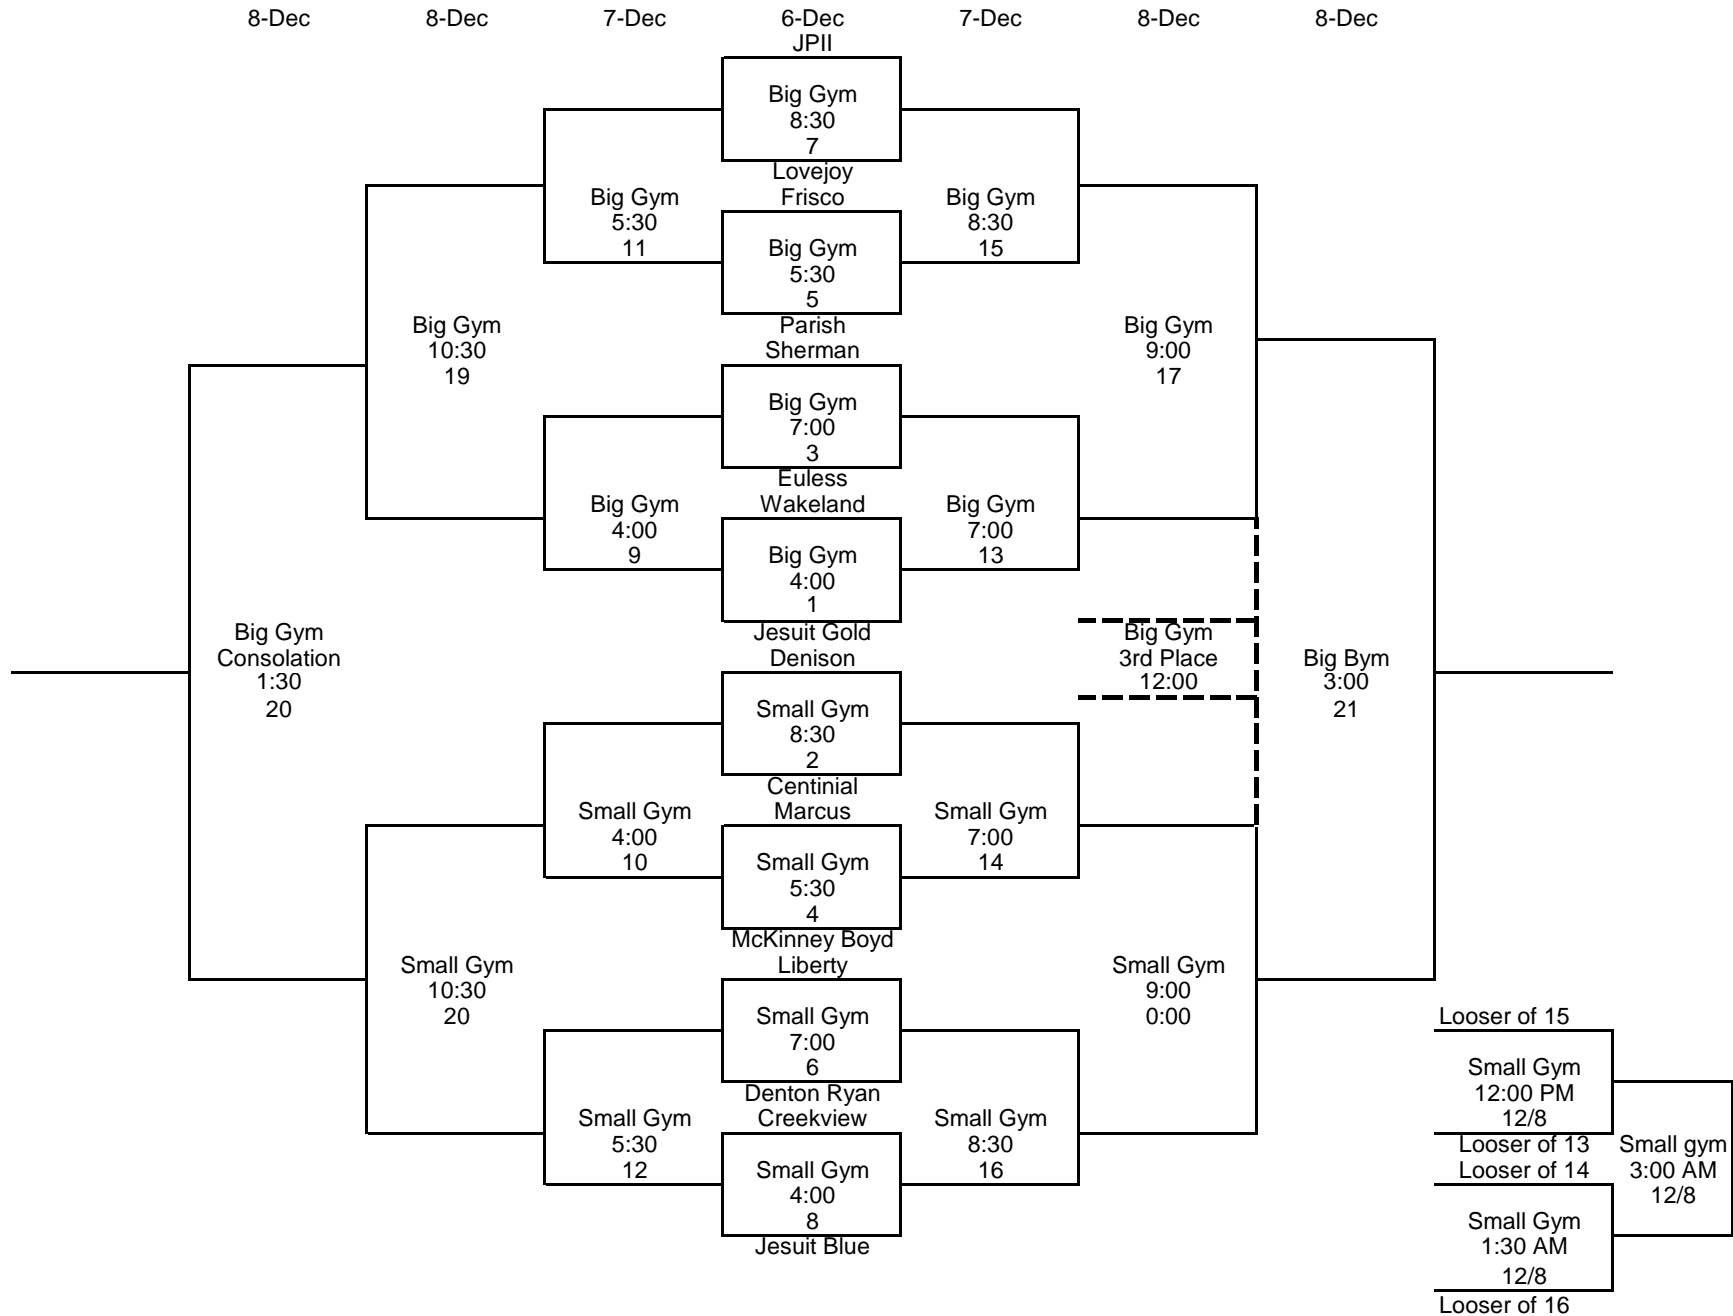 8-Dec 8-Dec 7-Dec 6-Dec 7-Dec 8-Dec 8-Dec
JPII
Big Gym
8:30
7
Lovejoy
Frisco
Big Gym
5:30
11
Big Gym
8:30
15
Big Gym
5:30
5
Parish
Sherman
Big Gym
10:30
19
Big Gym
9:00
17
Big Gym
7:00
3
Euless
Wakeland
Big Gym
4:00
9
Big Gym
7:00
13
Big Gym
4:00
1
Jesuit Gold
Denison
Big Gym
Consolation
1:30
20
Big Gym
3rd Place
12:00
Big Bym
3:00
21
Small Gym
8:30
2
Centinial
Marcus
Small Gym
4:00
10
Small Gym
7:00
14
Small Gym
5:30
4
McKinney Boyd
Liberty
Small Gym
10:30
20
Small Gym
9:00
0:00
Small Gym
7:00
6
Denton Ryan
Creekview
Small Gym
5:30
12
Small Gym
8:30
16
Small Gym
4:00
8
Jesuit Blue
Looser of 15
Small Gym
12:00 PM
12/8
Looser of 13
Looser of 14
Small gym
3:00 AM
12/8
Small Gym
1:30 AM
12/8
Looser of 16